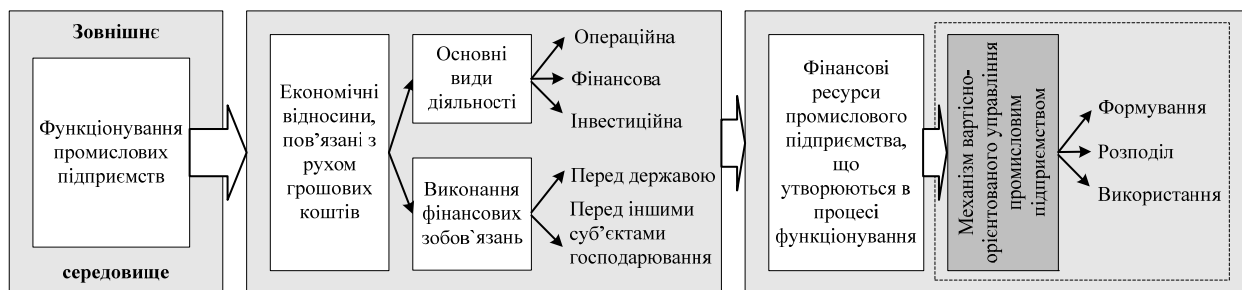 Зовнішнє
Функціонування
промислових
підприємств
середовище
Економічні
відносини,
пов’язані з
рухом
грошових
коштів
Основні
види
діяльності
Операційна
Фінансова
Інвестиційна
Виконання
фінансових
зобов`язань
Перед державою
Перед іншими
суб’єктами
господарювання
Фінансові
ресурси
промислового
підприємства,
що
утворюються в
процесі
функціонування
Механізм вартісно-
орієнтованого управління
промисловим
підприємством
Формування
Розподіл
Використання